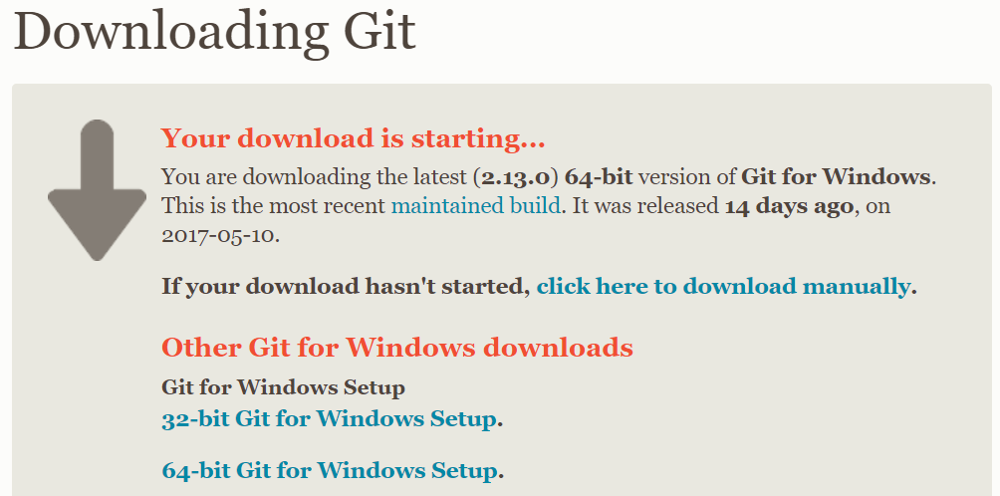 Downloading Git
Your download is starting...
You are downloading the latest (2.13.0) 64-bit version of Git for Windows.
This is the most recent maintained build. It was released 14 days ago, on
2017-05-10.
If your download hasn't started, click here to download manually.
Other Git for Windows downloads
Git for Windows Setup
32-bit Git for Windows Setup.
64-bit Git for Windows Setup.